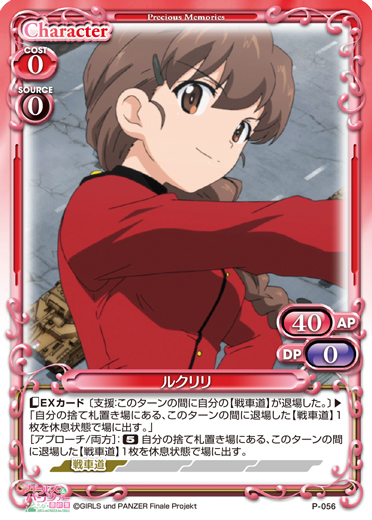 Precious Memories
Character
COST
0
SOURCE
0
40 AP
DP 0
ルクリリ
EXカード [支援:このターンの間に自分の【戦車道】が退場した。]▶
「自分の捨て札置き場にある、このターンの間に退場した【戦車道】1
枚を休息状態で場に出す。」
[アプローチ/両方]: 5 自分の捨て札置き場にある、このターンの間
に退場した【戦車道】1枚を休息状態で場に出す。
戦車道
©GIRLS und PANZER Finale Projekt
P-056